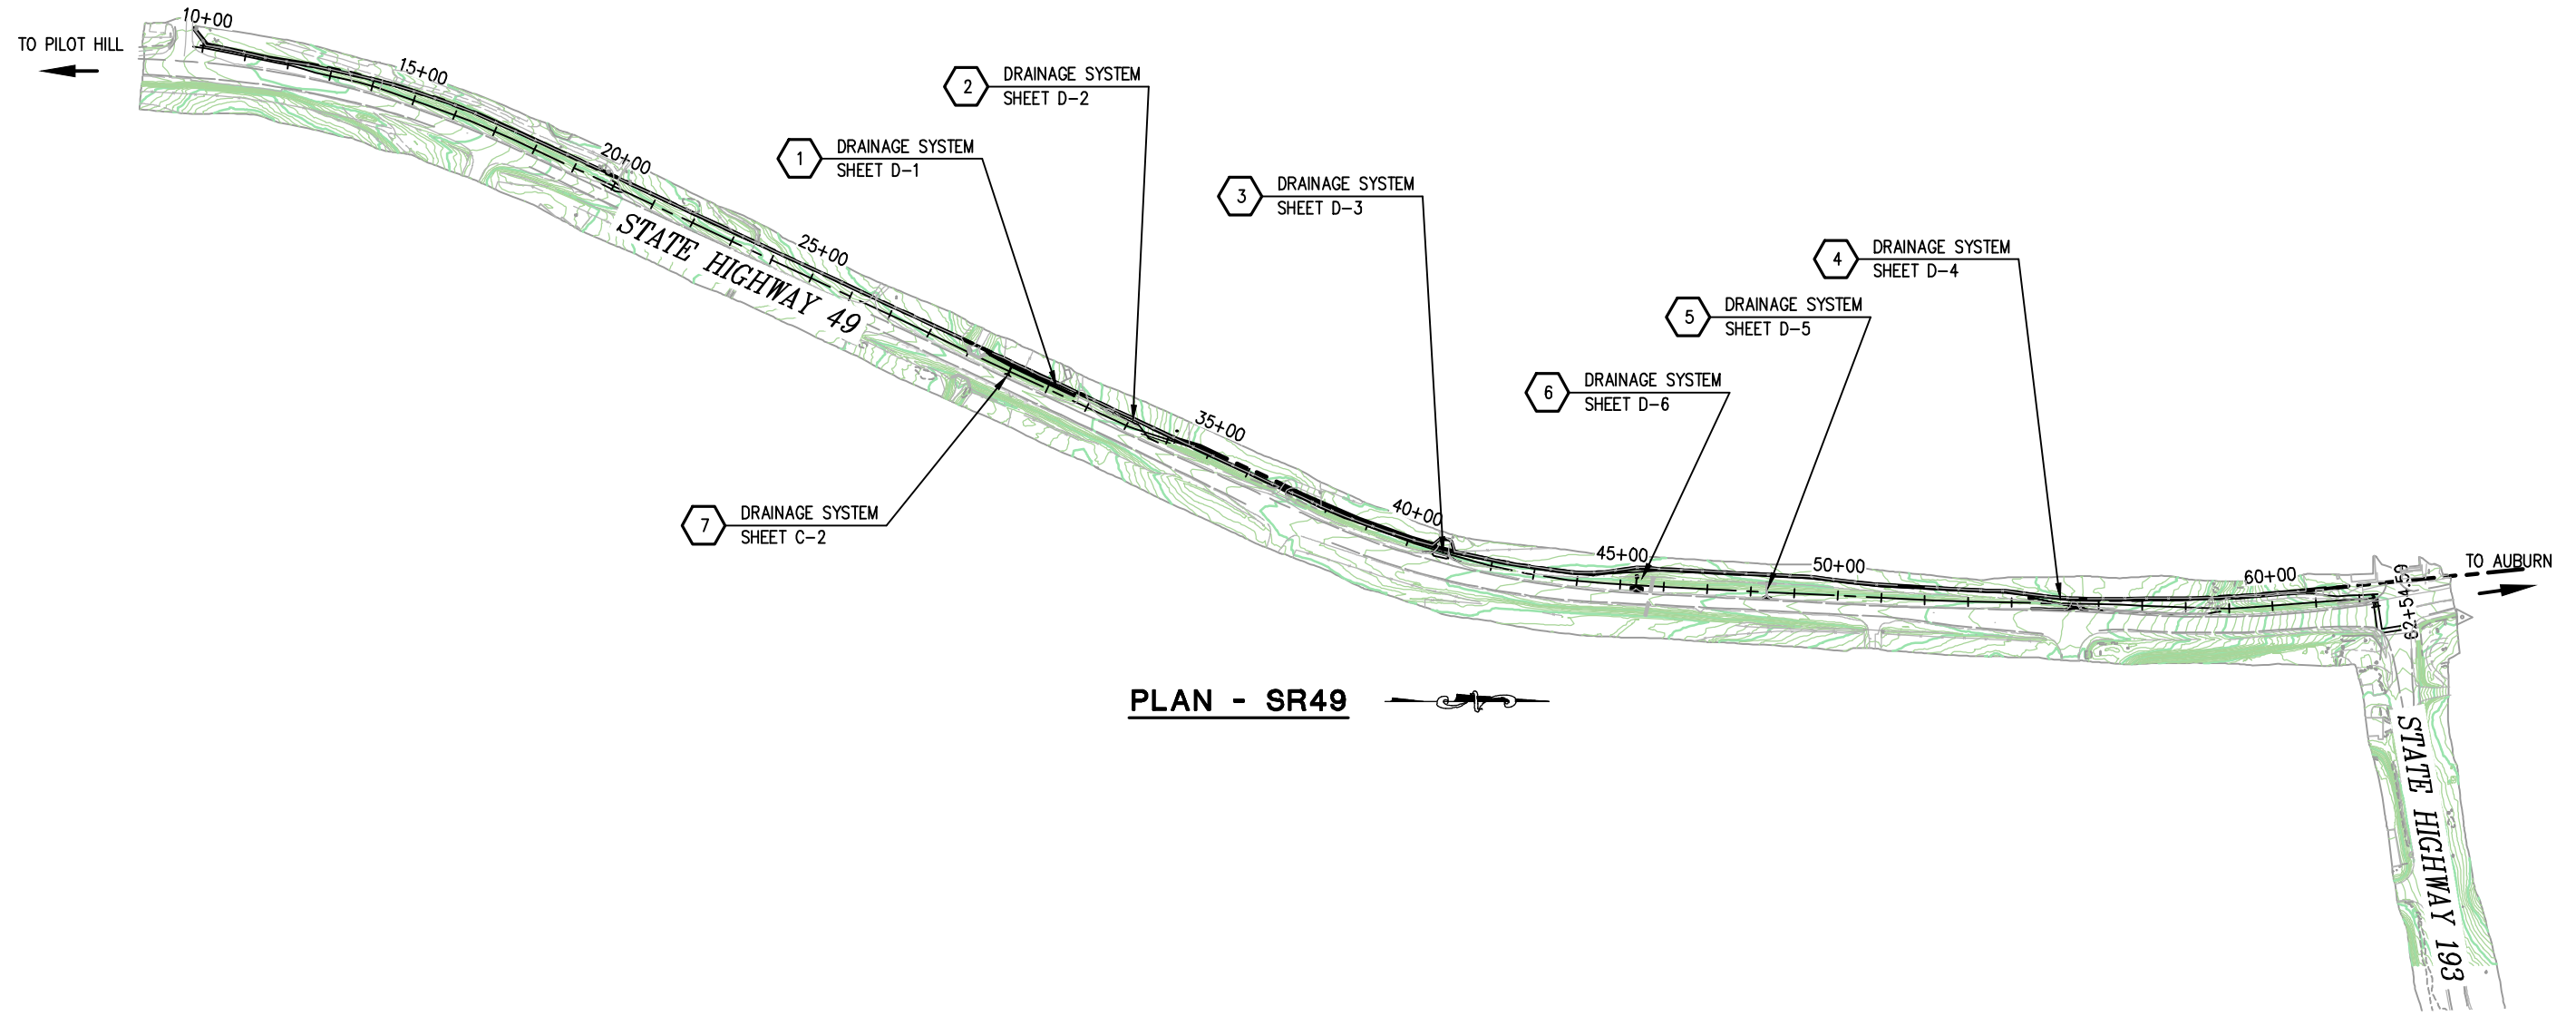 10+00
TO PILOT HILL
15+00
2
DRAINAGE SYSTEM
SHEET D-2
1
DRAINAGE SYSTEM
SHEET D-1
20+00
3
DRAINAGE SYSTEM
SHEET D-3
STATE HIGHWAY 49
25+00
4
DRAINAGE SYSTEM
SHEET D-4
5
DRAINAGE SYSTEM
SHEET D-5
6
DRAINAGE SYSTEM
SHEET D-6
35+00
7
DRAINAGE SYSTEM
SHEET C-2
40+00
45+00
50+00
60+00
TO AUBURN
62+54.59
PLAN - SR49
STATE HIGHWAY 193